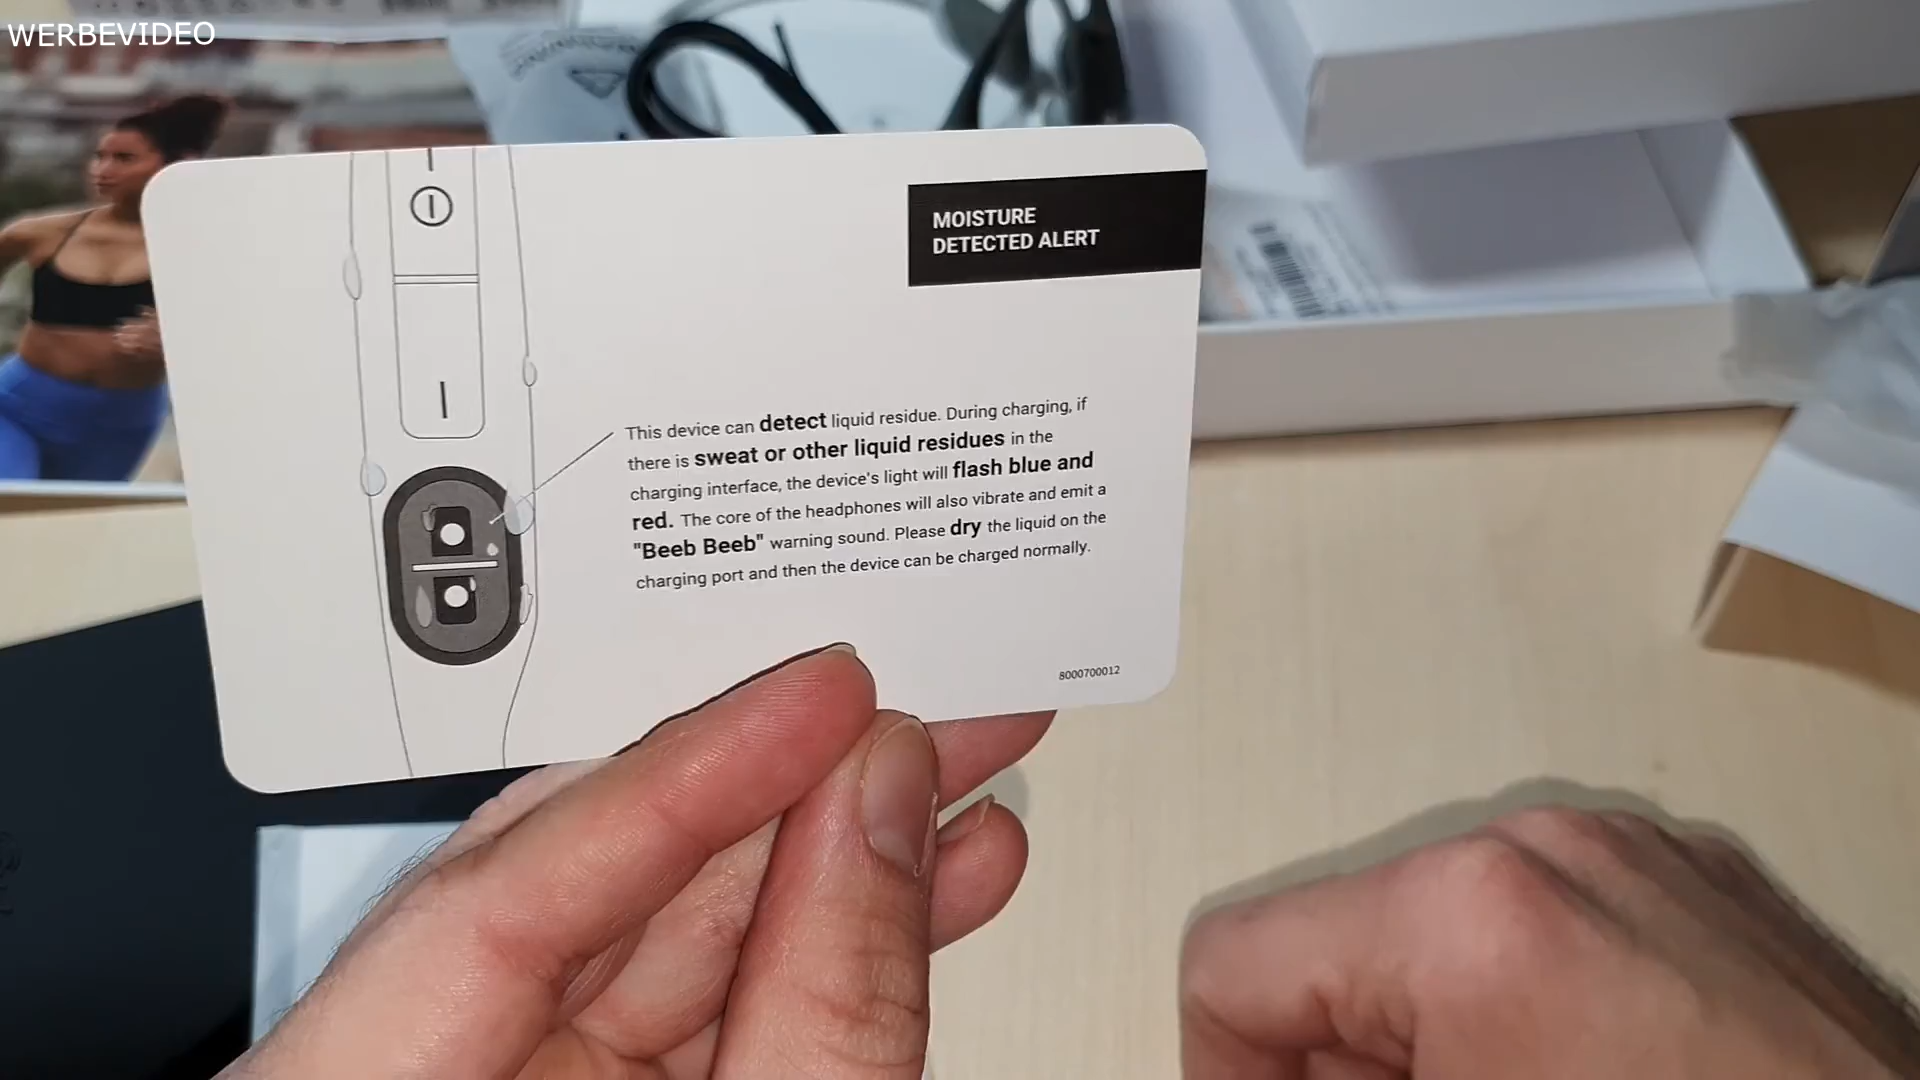 WERBEVIDEO
MOISTURE
DETECTED ALERT
This device can detect liquid residue. During charging, if
there is sweat or other liquid residues in the
charging interface, the device's light will flash blue and
red. The core of the headphones will also vibrate and emit a
"Beeb Beeb" warning sound. Please dry the liquid on the
charging port and then the device can be charged normally.
8000700012